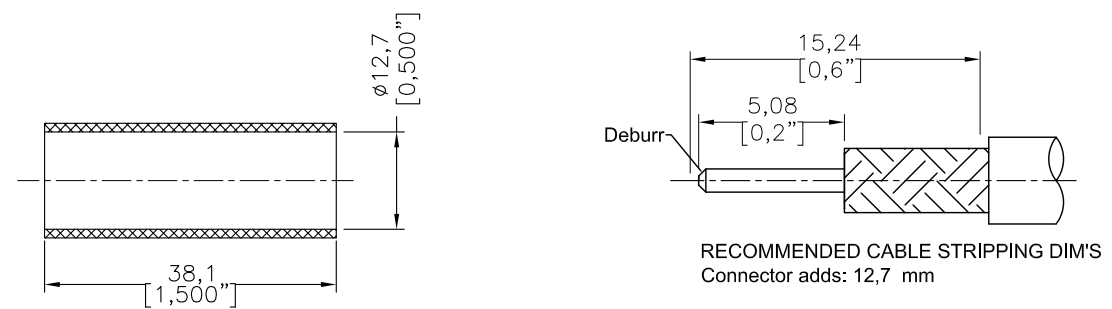 ø12,7
[0,500”]
38,1
[1,500”]
15,24
[0,6”]
5,08
[0,2”]
Deburr
RECOMMENDED CABLE STRIPPING DIM'S
Connector adds: 12,7 mm